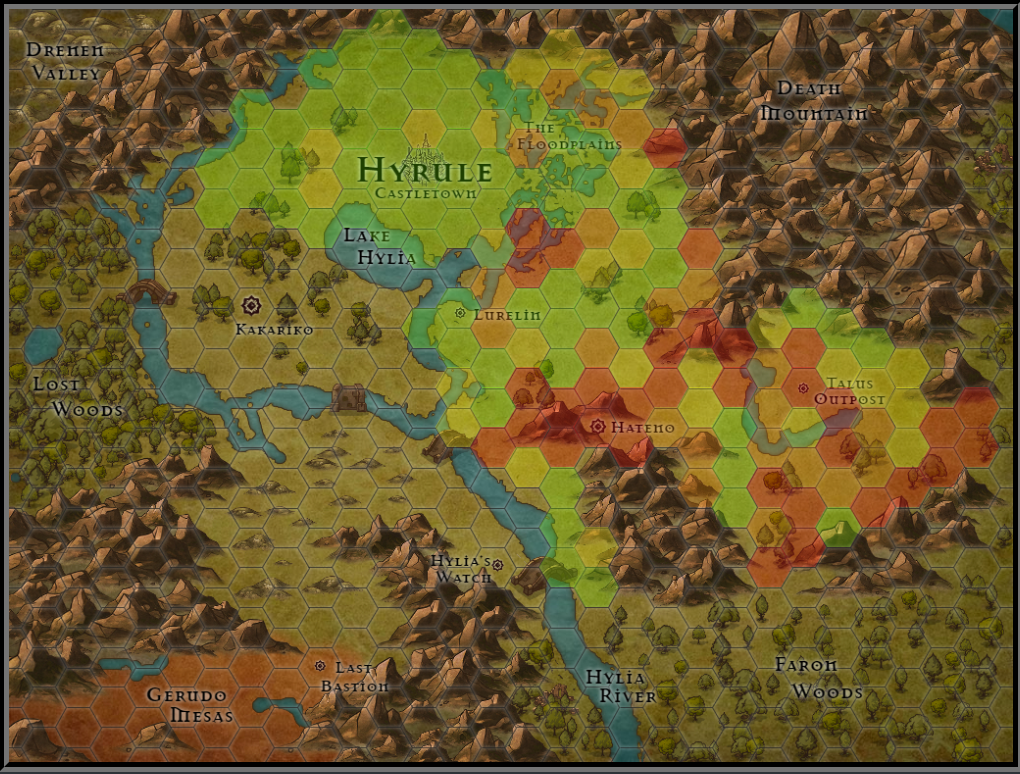 Drenen
Valley
Death
Mountain
The
Floodplains
Hyrule
Castletown
Lake
Hylia
Kakariko
Lurelin
Lost
Woods
Talus
Outpost
Hateno
Hylia's
Watch
Last
Bastion
Gerudo
Mesas
Hylia
River
Faron
Woods